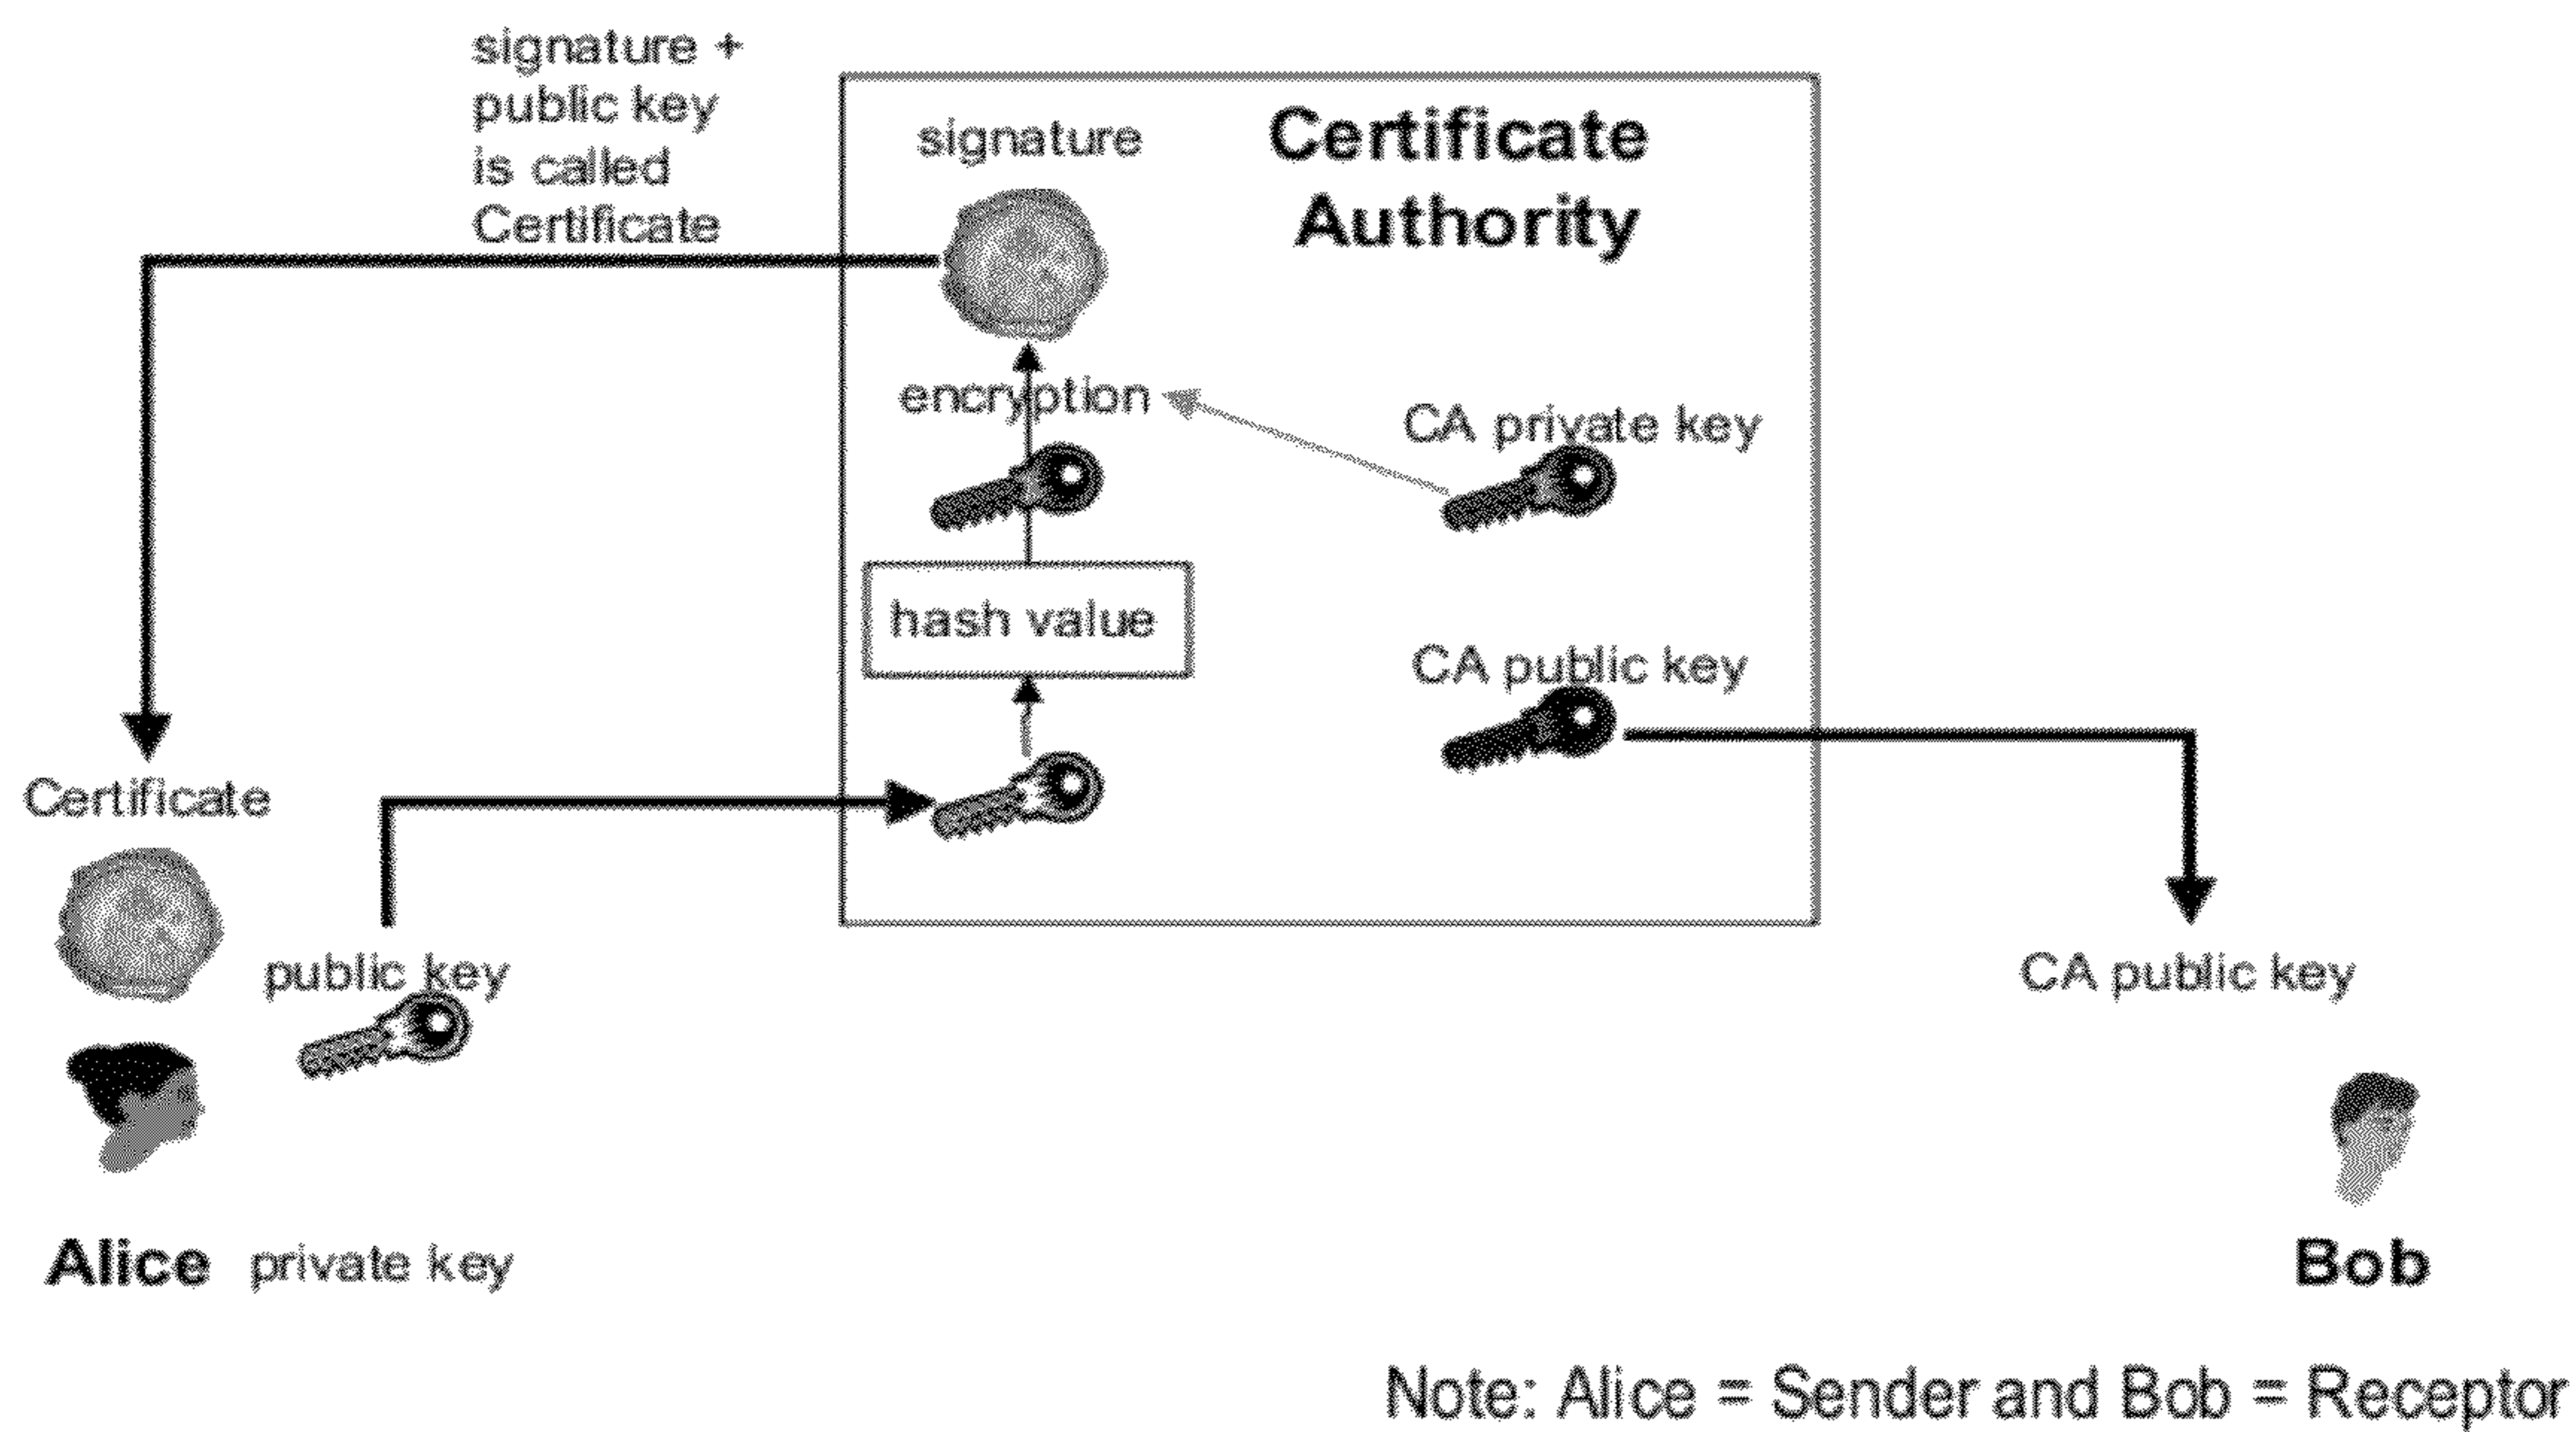 signature +
public key
is called
Certificate
signature
Certificate
Authority
encryption
CA private key
hash value
CA public key
Certificate
public key
CA public key
Alice private key
Bob
Note: Alice = Sender and Bob = Receptor